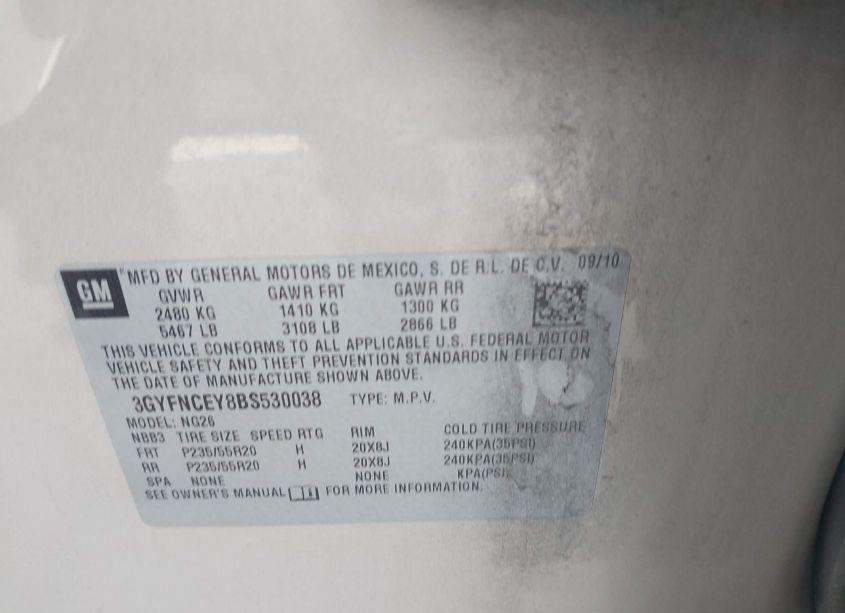 GM MFD BY GENERAL MOTORS DE MEXICO, S. DE R.L. DE C.V. 09/10
GVWR GAWR FRT GAWR RR
2480 KG 1410 KG 1300 KG
5467 LB 3108 LB 2866 LB
THIS VEHICLE CONFORMS TO ALL APPLICABLE U.S. FEDERAL MOTOR
VEHICLE SAFETY AND THEFT PREVENTION STANDARDS IN EFFECT ON
THE DATE OF MANUFACTURE SHOWN ABOVE.
3GYFNCEY8BS530038 TYPE: M.P.V.
MODEL: NG26
NBB3 TIRE SIZE SPEED RTG RIM COLD TIRE PRESSURE
FRT P235/55R20 H 20X8J 240KPA(35PSI)
RR P235/55R20 H 20X8J 240KPA(35PSI)
SPA NONE NONE KPA(PSI)
SEE OWNER'S MANUAL FOR MORE INFORMATION.